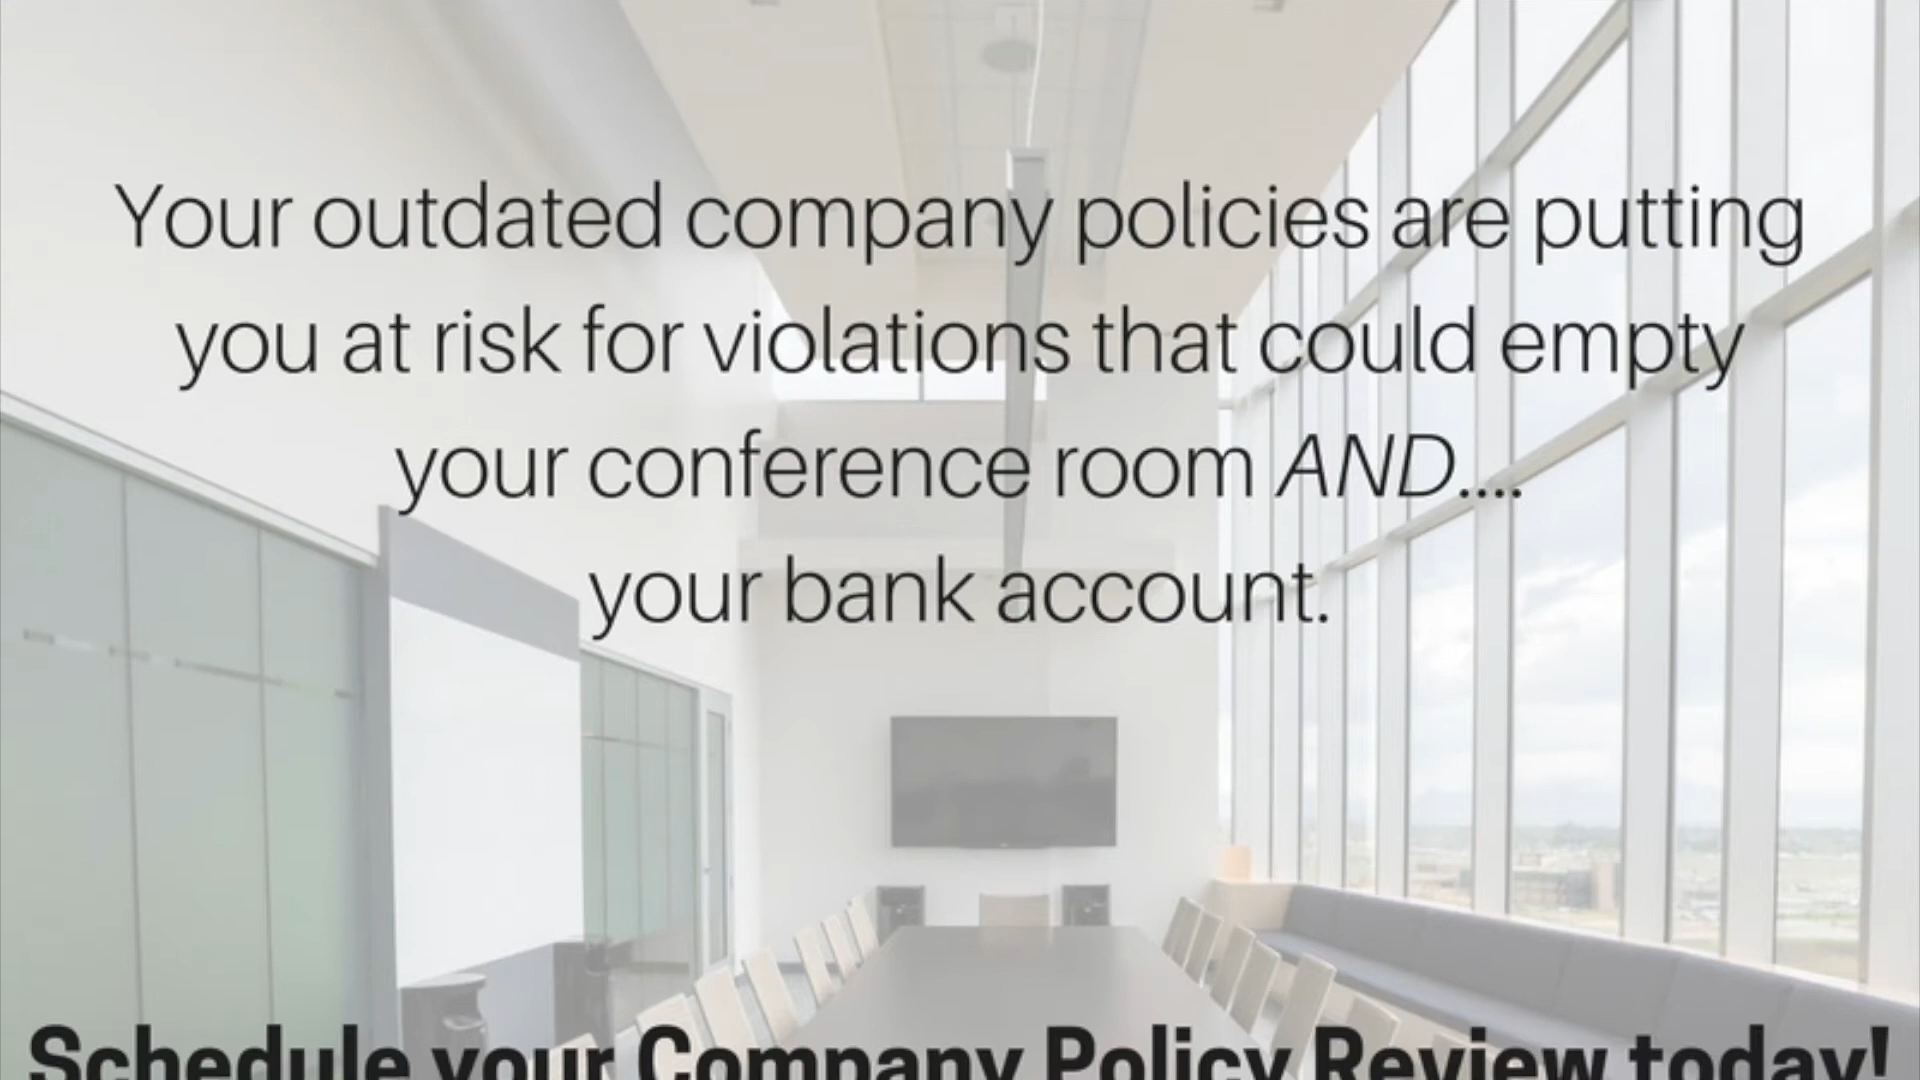 Your outdated company policies are putting
you at risk for violations that could empty
your conference room AND....
your bank account.
Schedule your Company Policy Review today!